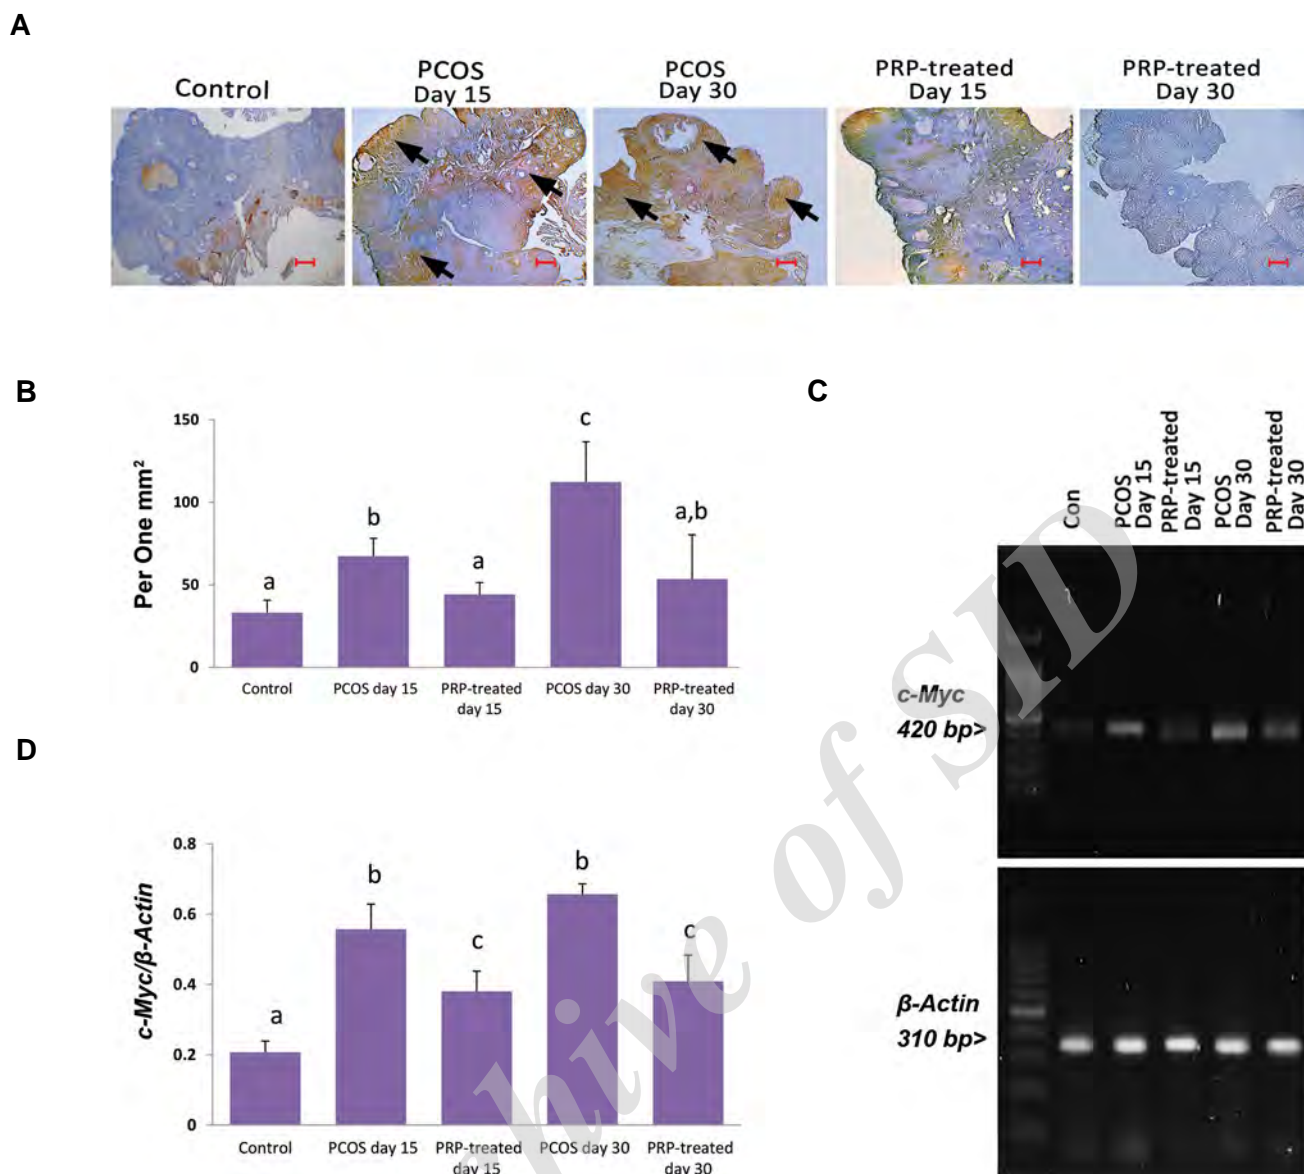 A
Control
PCOS
Day 15
PCOS
Day 30
PRP-treated
Day 15
PRP-treated
Day 30
B
Per One mm²
150
100
50
0
a
b
a
c
a,b
Control
PCOS day 15
PRP-treated
day 15
PCOS day 30
PRP-treated
day 30
C
Con
PCOS
Day 15
PRP-treated
Day 15
PCOS
Day 30
PRP-treated
Day 30
c-Myc
420 bp>
β-Actin
310 bp>
D
c-Myc/β-Actin
0.8
0.6
0.4
0.2
0
a
b
c
b
c
Control
PCOS day 15
PRP-treated
day 15
PCOS day 30
PRP-treated
day 30
hive of SID